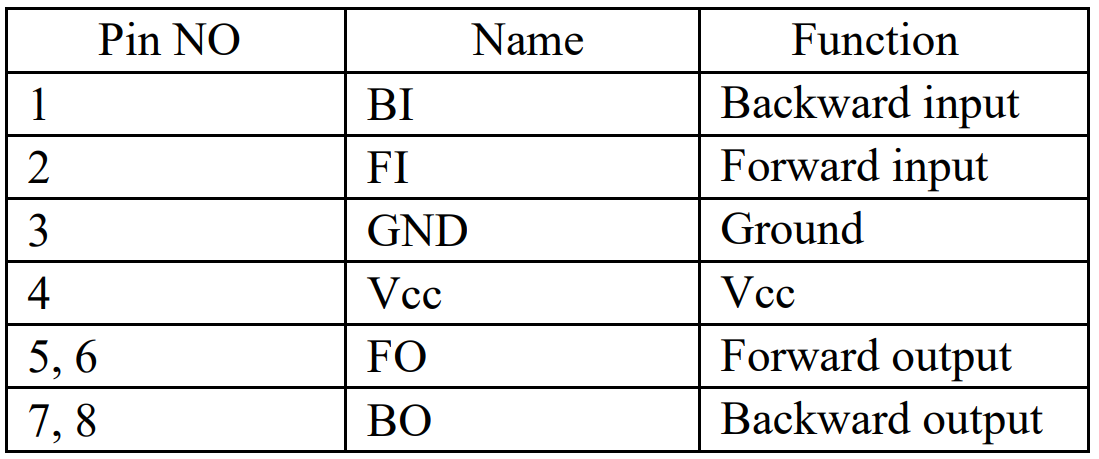 Pin NO Name Function
1 BI Backward input
2 FI Forward input
3 GND Ground
4 Vcc Vcc
5, 6 FO Forward output
7, 8 BO Backward output